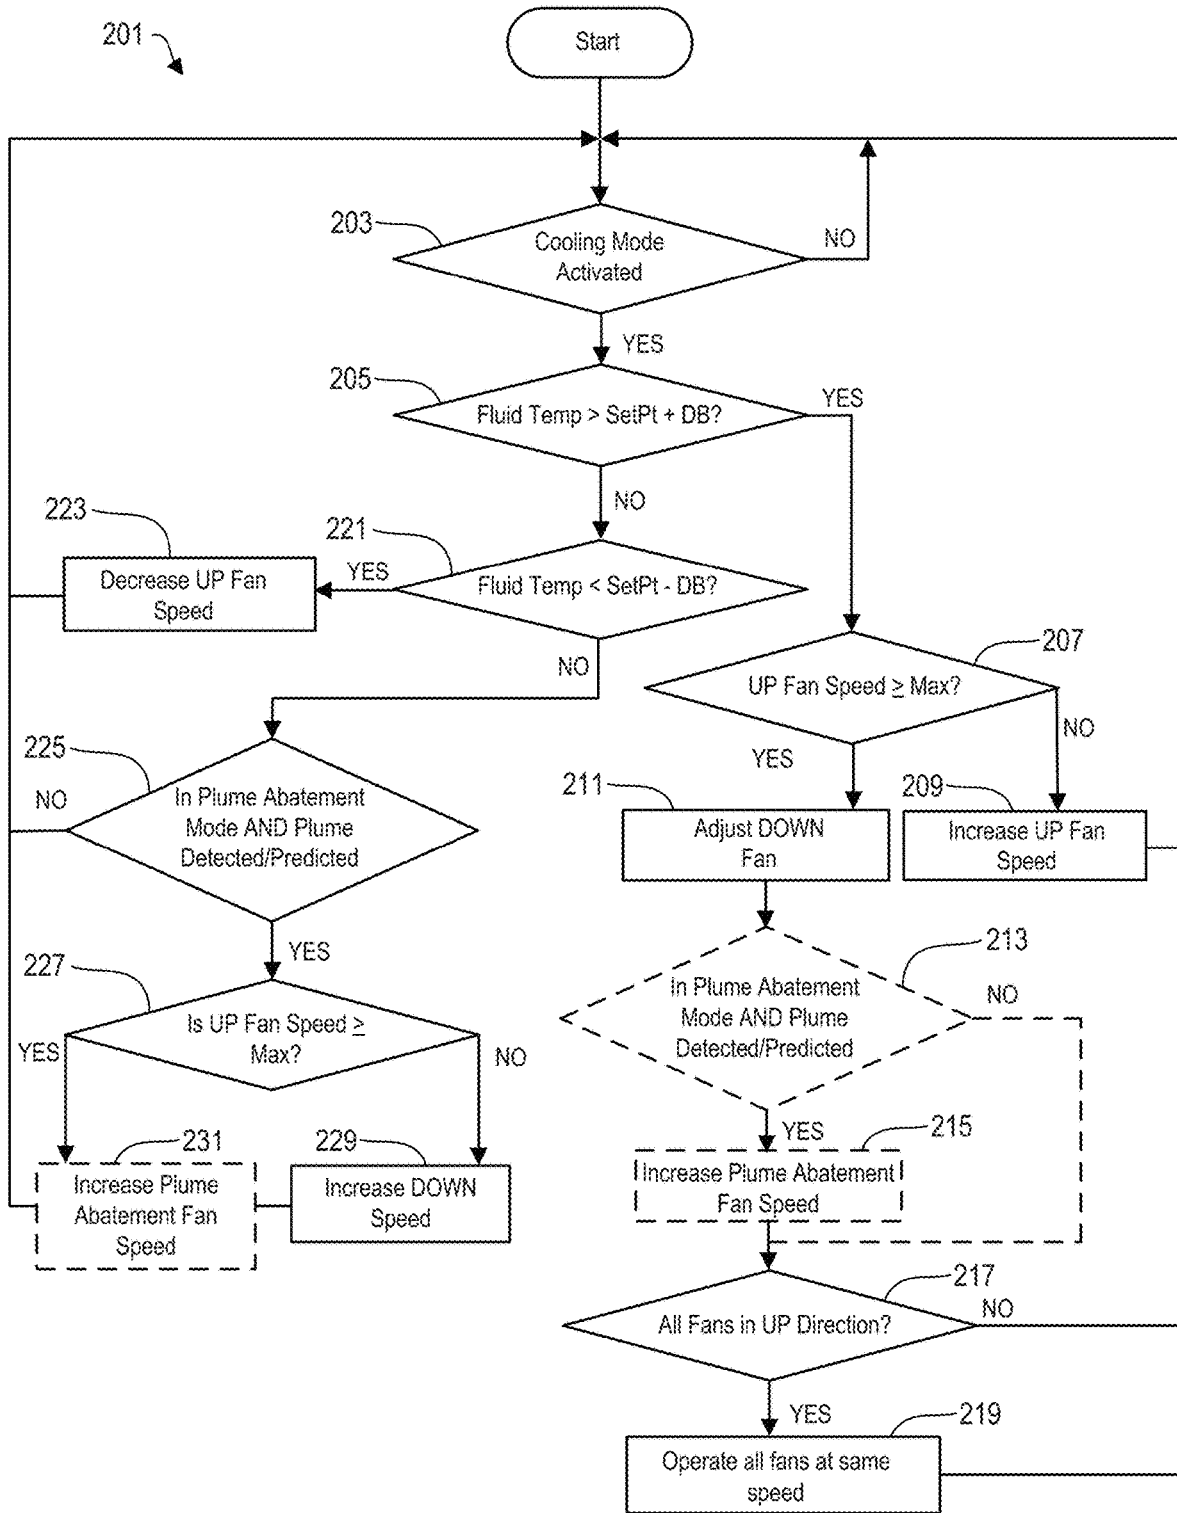 201
Start
203
Cooling Mode
Activated
NO
YES
205
Fluid Temp > SetPt + DB?
YES
NO
223
Decrease UP Fan
Speed
221
YES
Fluid Temp < SetPt - DB?
NO
207
UP Fan Speed ≥ Max?
YES
NO
225
NO
In Plume Abatement
Mode AND Plume
Detected/Predicted
YES
211
Adjust DOWN
Fan
209
Increase UP Fan
Speed
213
In Plume Abatement
Mode AND Plume
Detected/Predicted
NO
YES
227
Is UP Fan Speed ≥
Max?
YES
NO
231
Increase Plume
Abatement Fan
Speed
229
Increase DOWN
Speed
215
Increase Plume Abatement
Fan Speed
217
All Fans in UP Direction?
NO
YES
219
Operate all fans at same
speed